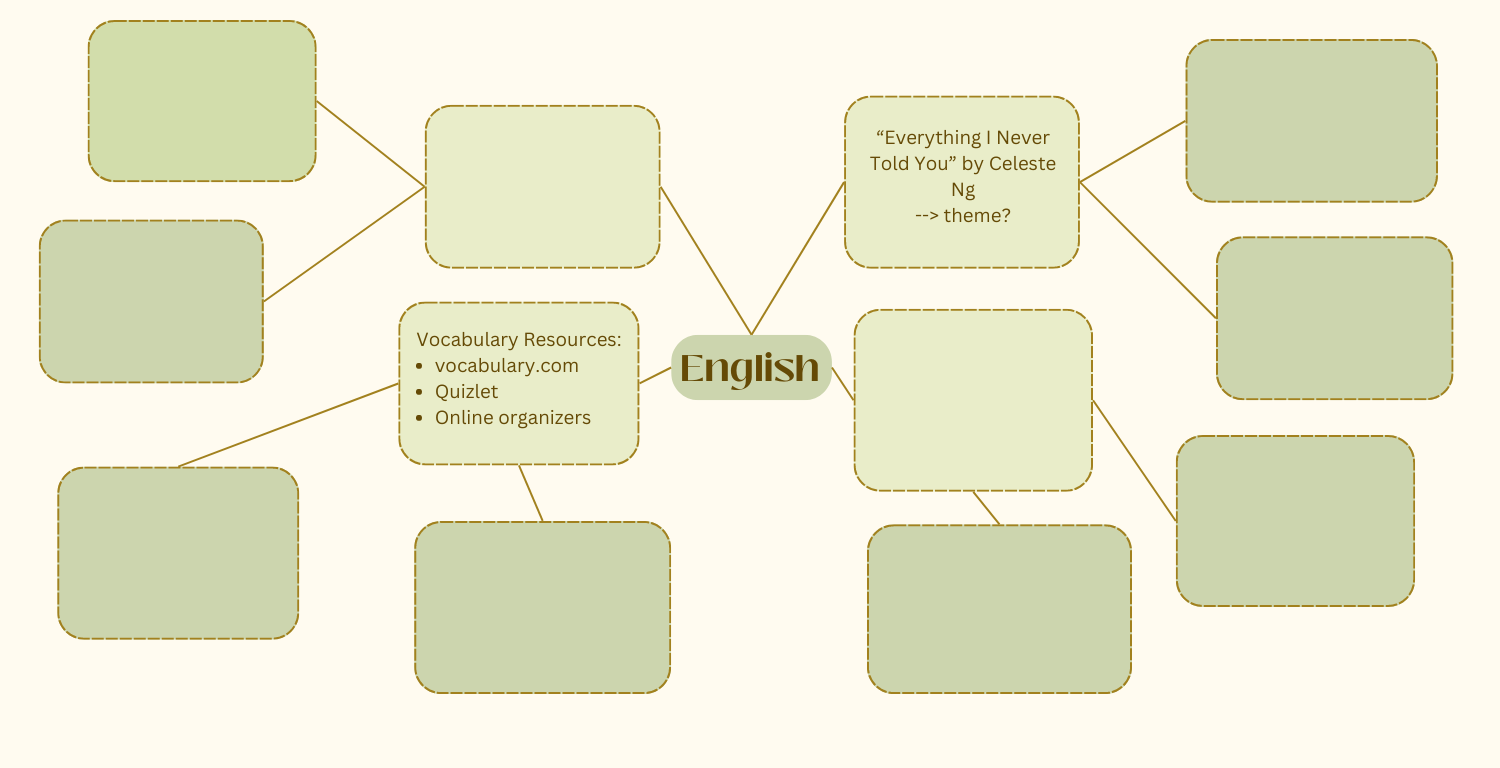 “Everything I Never
Told You” by Celeste
Ng
--> theme?
Vocabulary Resources:
• vocabulary.com
• Quizlet
• Online organizers
English